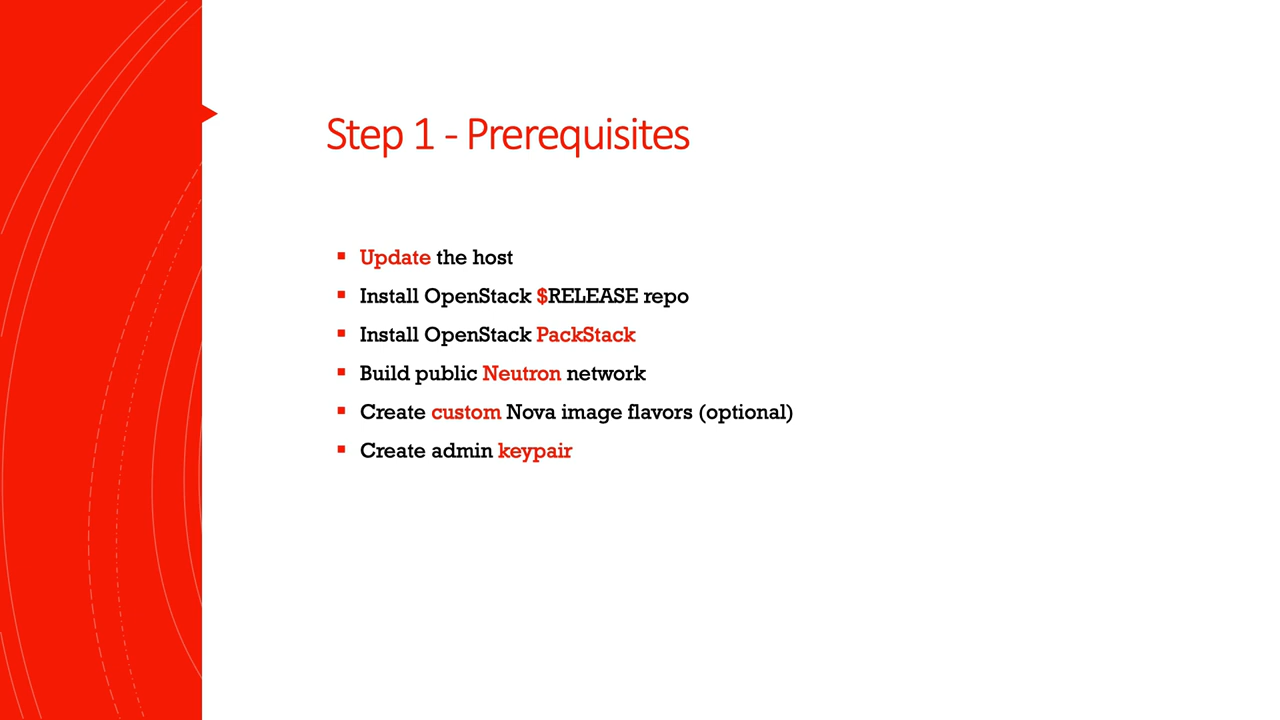 Step 1 - Prerequisites
▪ Update the host
▪ Install OpenStack $RELEASE repo
▪ Install OpenStack PackStack
▪ Build public Neutron network
▪ Create custom Nova image flavors (optional)
▪ Create admin keypair